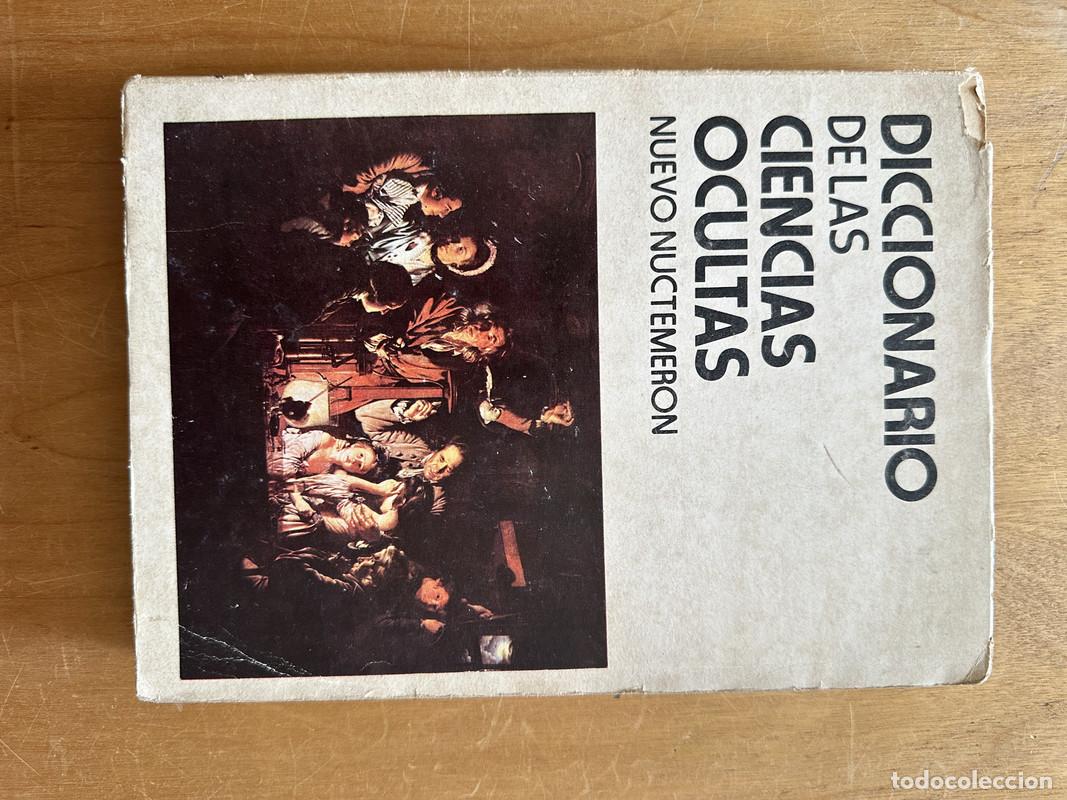 DICCIONARIO
DE LAS
CIENCIAS
OCULTAS
NUEVO NUCTEMERON
todocoleccion